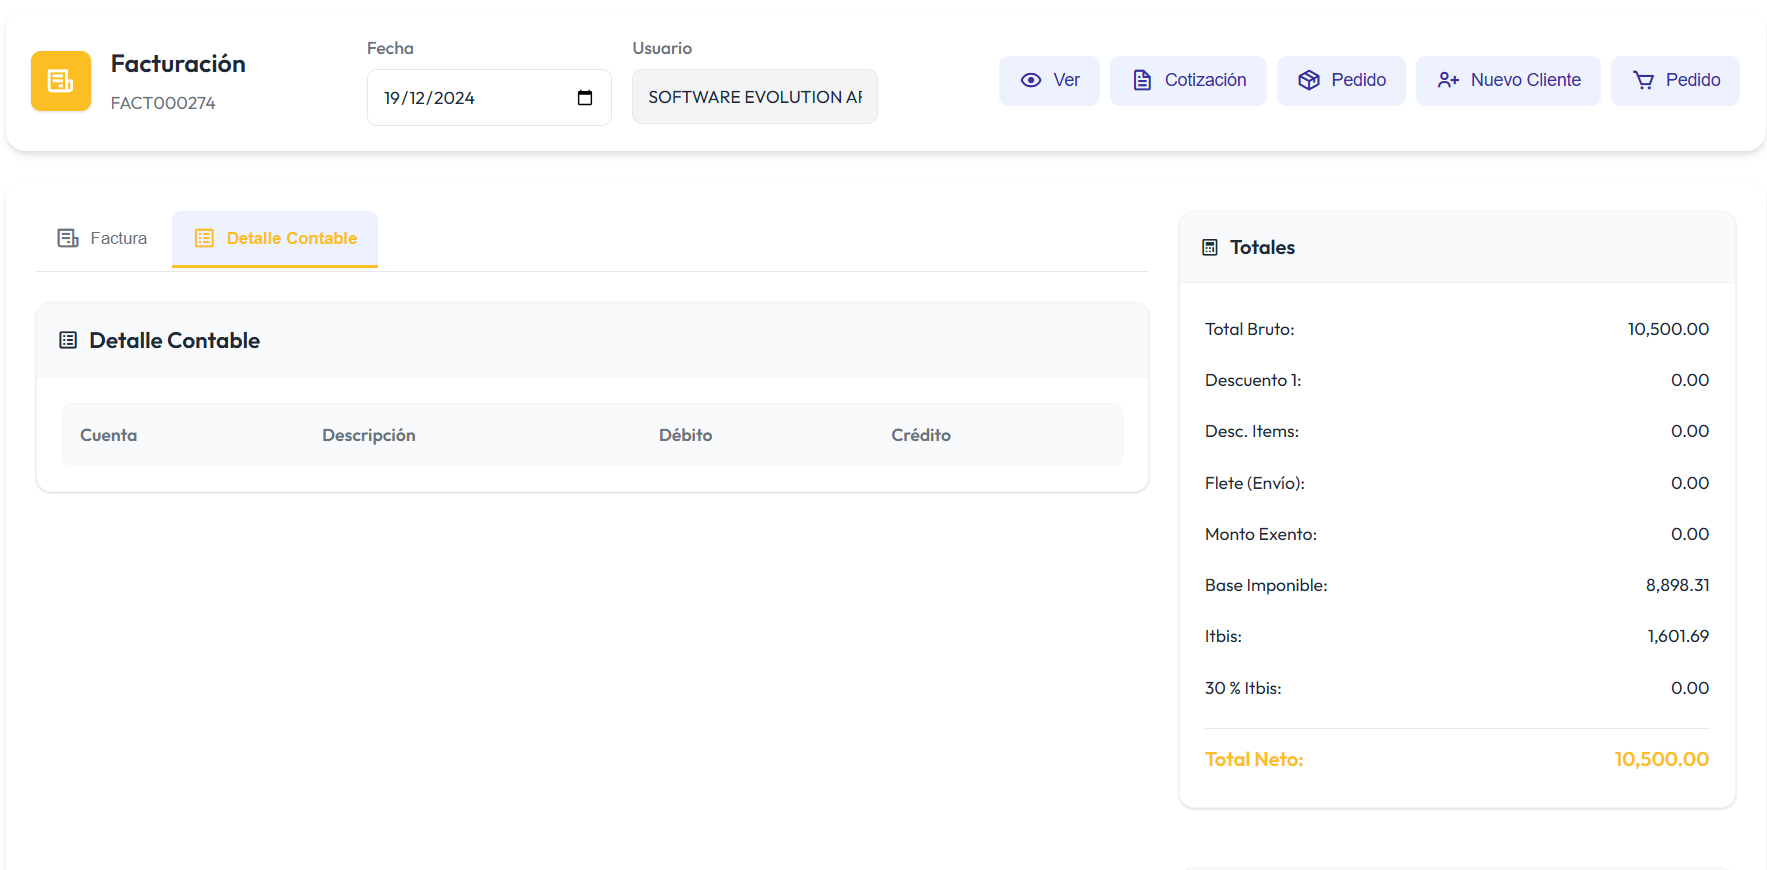 Facturación
FACT000274
Fecha
19/12/2024
Usuario
SOFTWARE EVOLUTION
Ver
Cotización
Pedido
Nuevo Cliente
Pedido
Factura
Detalle Contable
Detalle Contable
Cuenta Descripción Débito Crédito
Totales
Total Bruto: 10,500.00
Descuento 1: 0.00
Desc. Items: 0.00
Flete (Envío): 0.00
Monto Exento: 0.00
Base Imponible: 8,898.31
Itbis: 1,601.69
30 % Itbis: 0.00
Total Neto: 10,500.00